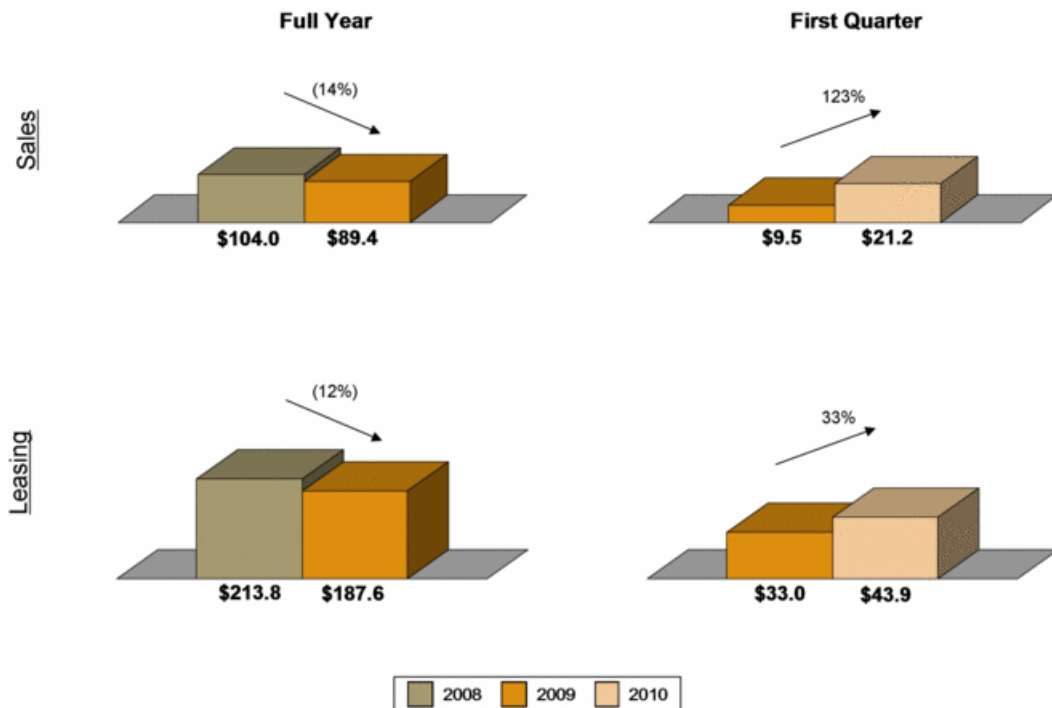 Full Year
First Quarter
Sales
(14%)
123%
$104.0 $89.4
$9.5 $21.2
Leasing
(12%)
33%
$213.8 $187.6
$33.0 $43.9
2008 2009 2010